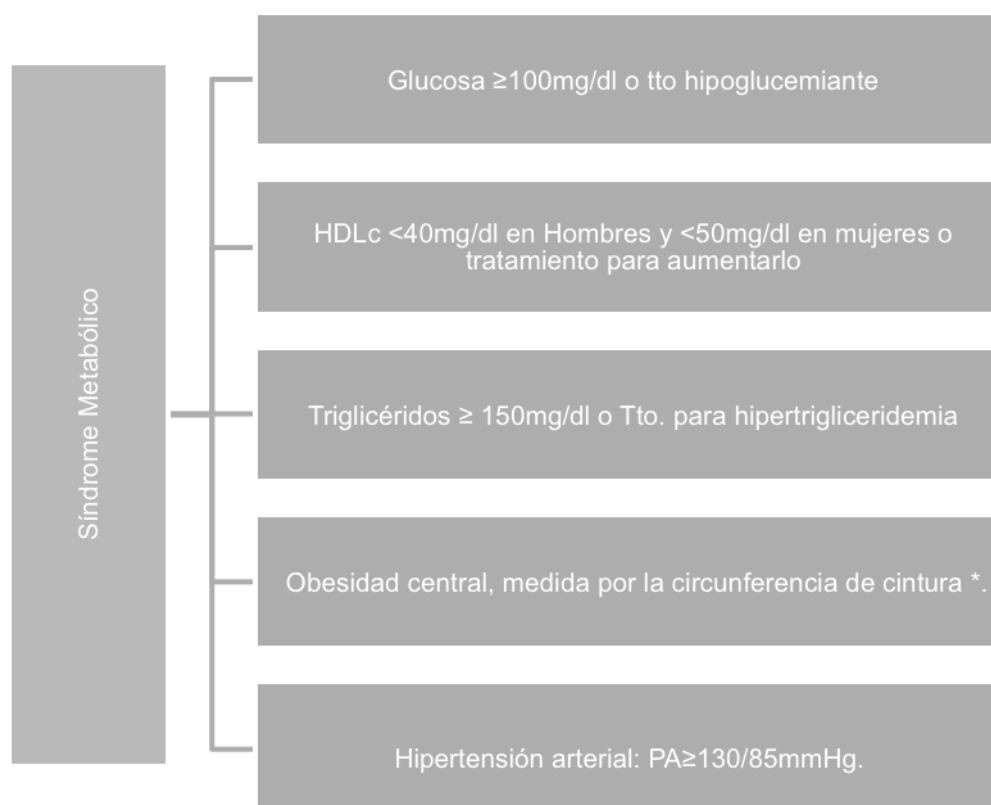 Síndrome Metabólico
Glucosa ≥100mg/dl o tto hipoglucemiante
HDLc <40mg/dl en Hombres y <50mg/dl en mujeres o
tratamiento para aumentarlo
Triglicéridos ≥ 150mg/dl o Tto. para hipertrigliceridemia
Obesidad central, medida por la circunferencia de cintura *.
Hipertensión arterial: PA≥130/85mmHg.